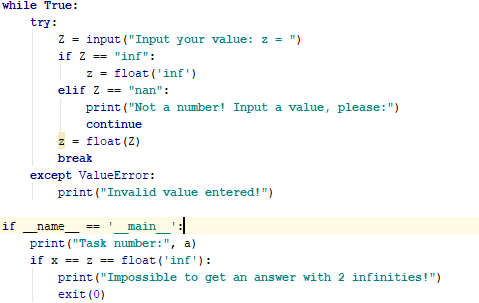 while True:
    try:
        Z = input("Input your value: z = ")
        if Z == "inf":
            z = float('inf')
        elif Z == "nan":
            print("Not a number! Input a value, please:")
            continue
        z = float(Z)
        break
    except ValueError:
        print("Invalid value entered!")
if __name__ == '__main__':
    print("Task number:", a)
    if x == z == float('inf'):
        print("Impossible to get an answer with 2 infinities!")
        exit(0)